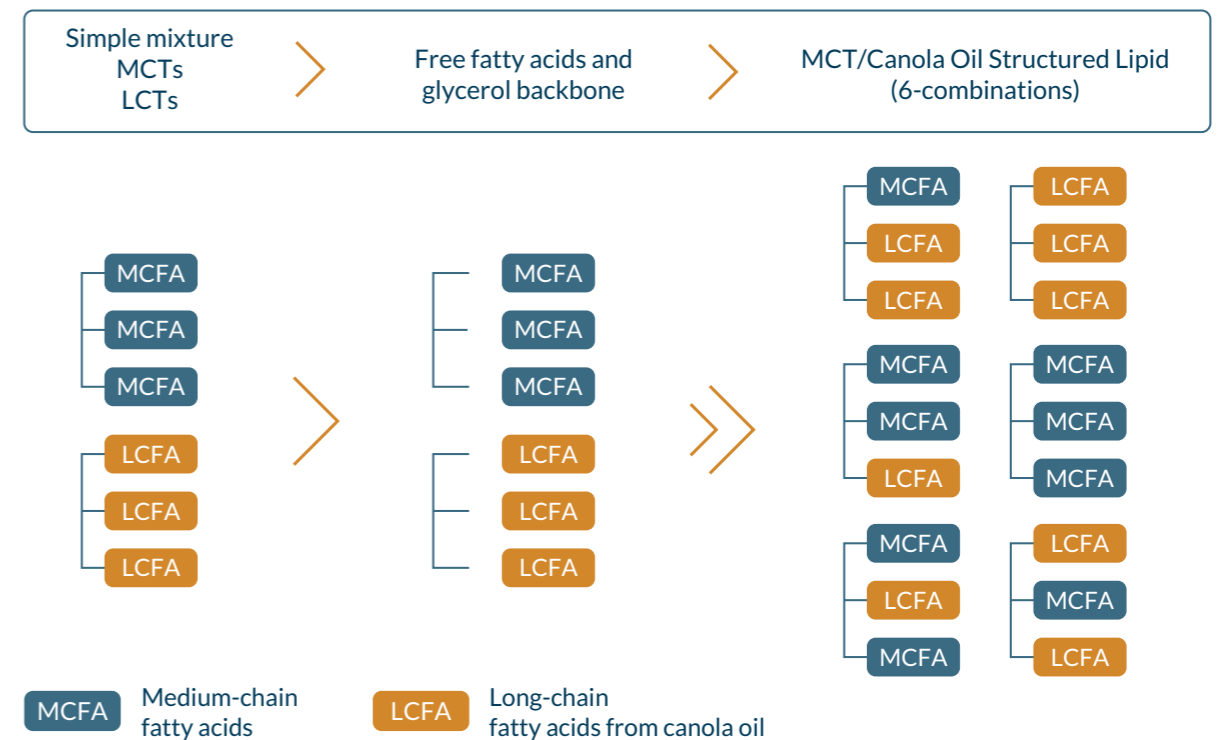 Simple mixture
MCTs
LCTs
Free fatty acids and
glycerol backbone
MCT/Canola Oil Structured Lipid
(6-combinations)
MCFA
MCFA
MCFA
LCFA
LCFA
LCFA
MCFA
MCFA
MCFA
LCFA
LCFA
LCFA
MCFA
LCFA
LCFA
LCFA
LCFA
LCFA
MCFA
MCFA
LCFA
MCFA
MCFA
MCFA
MCFA
LCFA
MCFA
LCFA
MCFA
LCFA
MCFA
Medium-chain
fatty acids
LCFA
Long-chain
fatty acids from canola oil